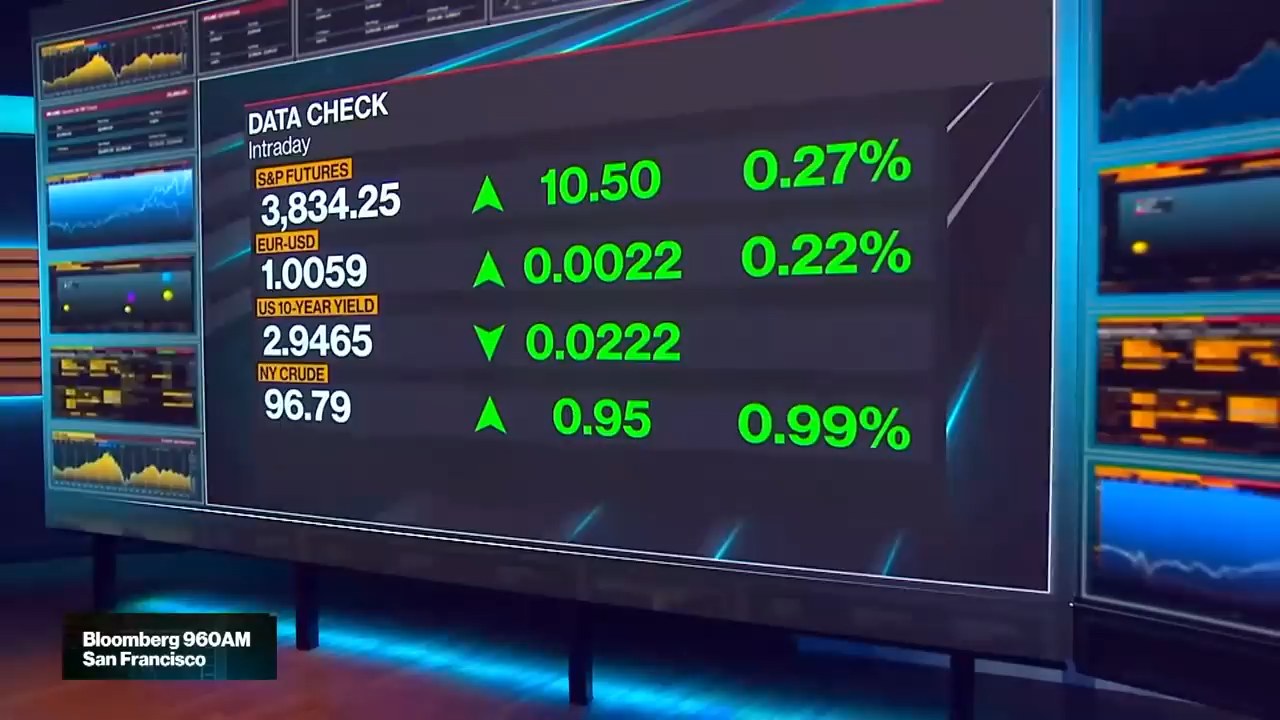 DATA CHECK
Intraday
S&P FUTURES
3,834.25 ▲ 10.50 0.27%
EUR-USD
1.0059 ▲ 0.0022 0.22%
US 10-YEAR YIELD
2.9465 ▼ 0.0222
NY CRUDE
96.79 ▲ 0.95 0.99%
Bloomberg 960AM
San Francisco